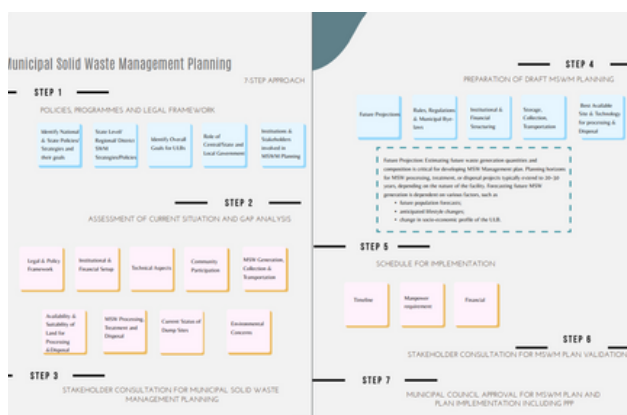 Municipal Solid Waste Management Planning
7-STEP APPROACH
STEP 1
POLICIES, PROGRAMMES AND LEGAL FRAMEWORK
Identify National
& State Policies/
Strategies and
their goals
State Level/
Regional District
SWM
Strategies/Policies
Identify Overall
Goals for ULBs
Role of
Central/State and
Local Government
Institutions &
Stakeholders
involved in
MSWM Planning
STEP 2
ASSESSMENT OF CURRENT SITUATION AND GAP ANALYSIS
Legal & Policy
Framework
Institutional &
Financial Setup
Technical Aspects
Community
Participation
MSW Generation,
Collection &
Transportation
Availability &
Suitability of
Land for
Processing
&Disposal
MSW Processing,
Treatment and
Disposal
Current Status of
Dump Sites
Environmental
Concerns
STEP 3
STAKEHOLDER CONSULTATION FOR MUNICIPAL SOLID WASTE
MANAGEMENT PLANNING
STEP 4
PREPARATION OF DRAFT MSWM PLANNING
Future Projections
Rules, Regulations
& Municipal Bye-
laws
Institutional &
Financial
Structuring
Storage,
Collection,
Transportation
Best Available
Site & Technology
for processing &
Disposal
Future Projection: Estimating future waste generation quantities and
composition is critical for developing MSW Management plan. Planning horizons
for MSW processing, treatment, or disposal projects typically extend to 20-30
years, depending on the nature of the facility. Forecasting future MSW
generation is dependent on various factors, such as
• future population forecasts;
• anticipated lifestyle changes;
• change in socio-economic profile of the ULB.
STEP 5
SCHEDULE FOR IMPLEMENTATION
Timeline
Manpower
requirement
Financial
STEP 6
STAKEHOLDER CONSULTATION FOR MSWM PLAN VALIDATION
STEP 7
MUNICIPAL COUNCIL APPROVAL FOR MSWM PLAN AND
PLAN IMPLEMENTATION INCLUDING PPP